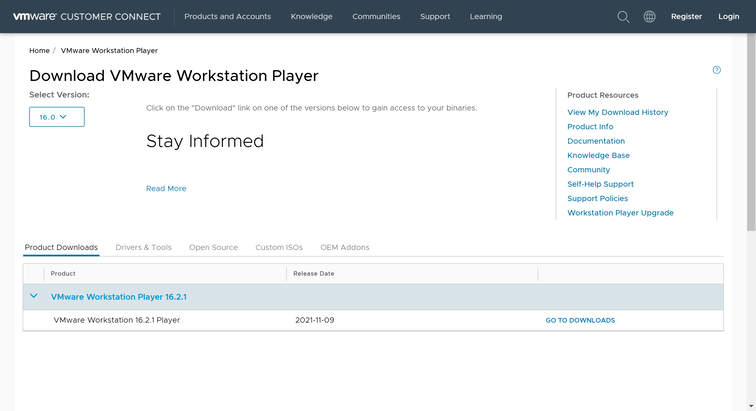 vmware CUSTOMER CONNECT Products and Accounts Knowledge Communities Support Learning Register Login
Home / VMware Workstation Player
Download VMware Workstation Player
Select Version:
16.0
Click on the "Download" link on one of the versions below to gain access to your binaries.
Stay Informed
Read More
Product Resources
View My Download History
Product Info
Documentation
Knowledge Base
Community
Self-Help Support
Support Policies
Workstation Player Upgrade
Product Downloads Drivers & Tools Open Source Custom ISOs OEM Addons
Product Release Date
VMware Workstation Player 16.2.1
VMware Workstation 16.2.1 Player 2021-11-09 GO TO DOWNLOADS